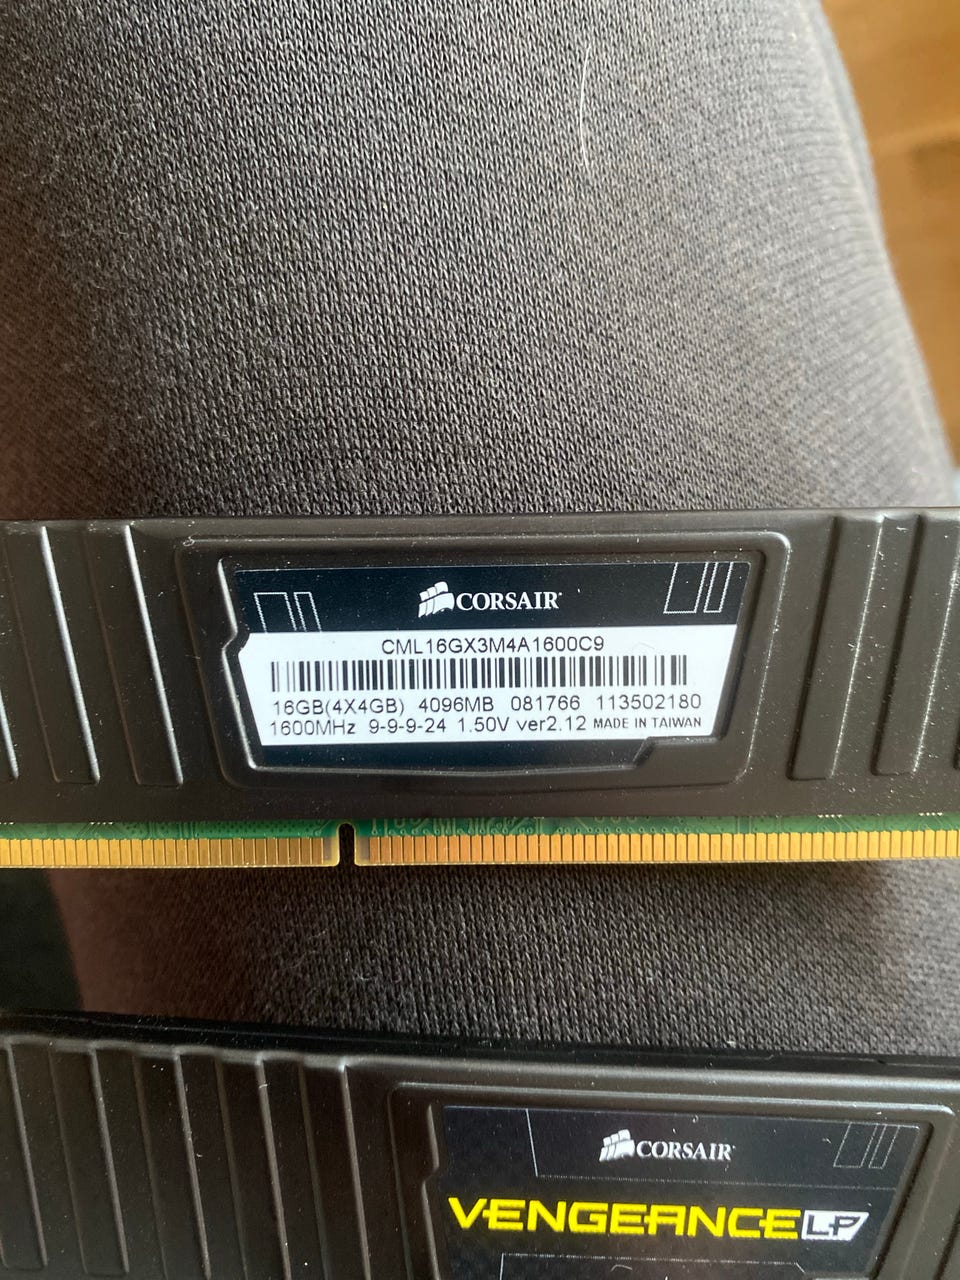 CORSAIR
CML16GX3M4A1600C9
16GB(4X4GB) 4096MB 081766 113502180
1600MHz 9-9-9-24 1.50V ver2.12 MADE IN TAIWAN
CORSAIR
VENGEANCE LP